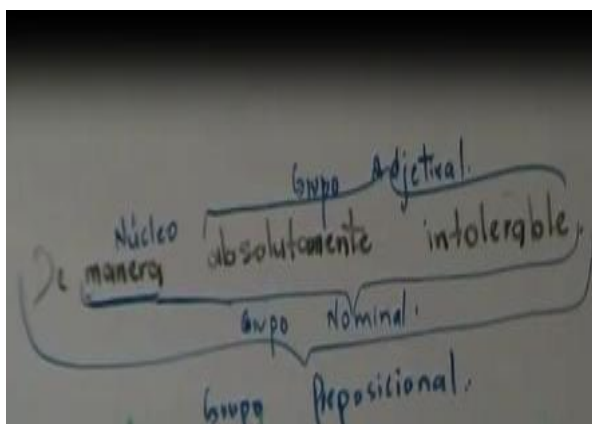 Grupo Adjetival.
Núcleo
De manera absolutamente intolerable.
Grupo Nominal.
Grupo Preposicional.